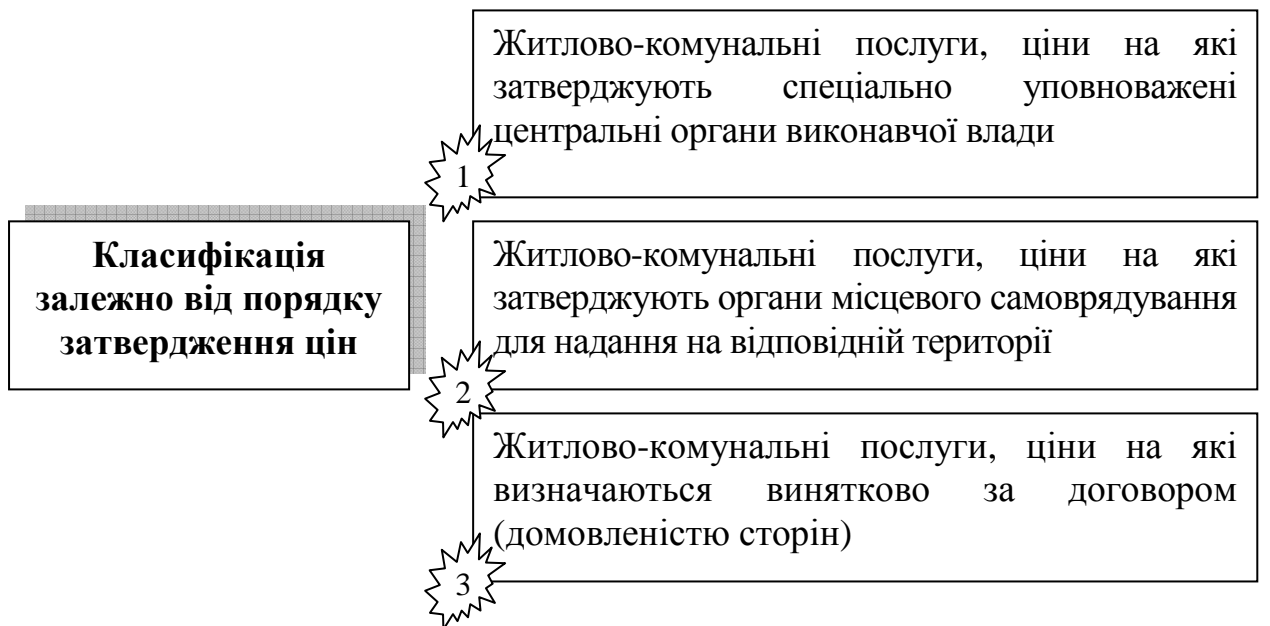 Класифікація
залежно від порядку
затвердження цін
Житлово-комунальні послуги, ціни на які
затверджують спеціально уповноважені
центральні органи виконавчої влади
1
Житлово-комунальні послуги, ціни на які
затверджують органи місцевого самоврядування
для надання на відповідній території
2
Житлово-комунальні послуги, ціни на які
визначаються винятково за договором
(домовленістю сторін)
3